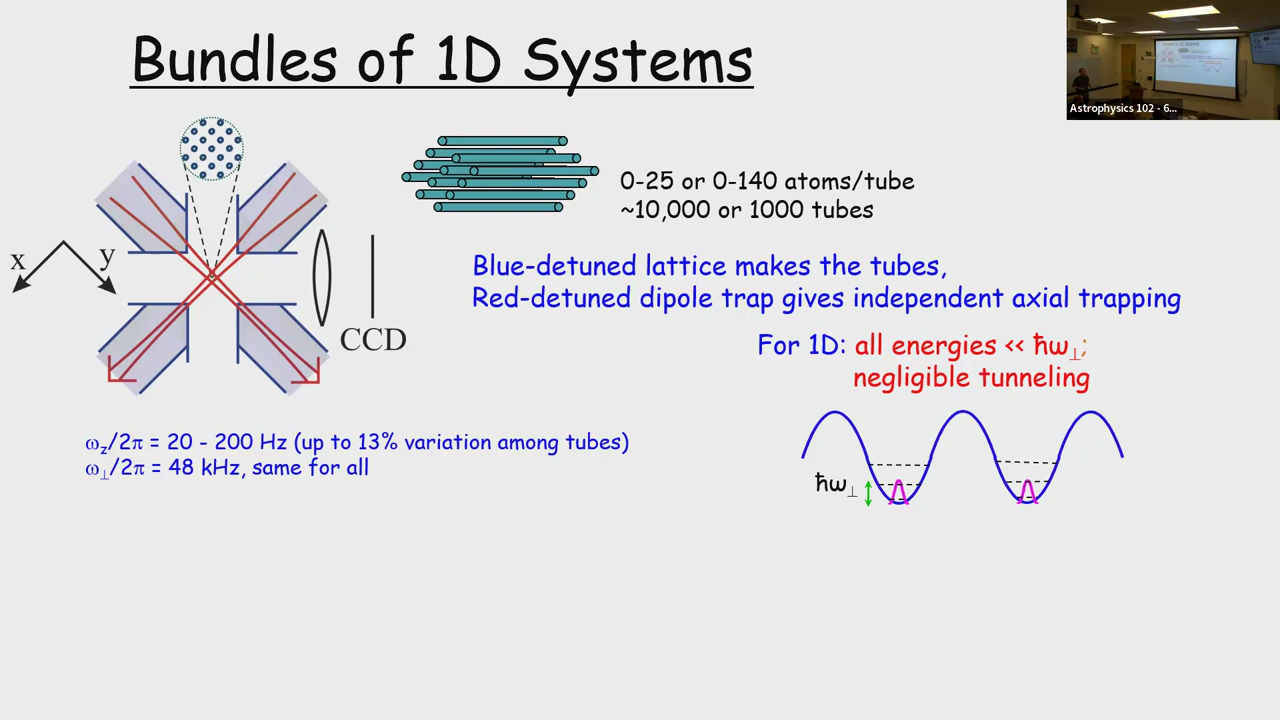 Bundles of 1D Systems
0-25 or 0-140 atoms/tube
~10,000 or 1000 tubes
x
y
CCD
Blue-detuned lattice makes the tubes,
Red-detuned dipole trap gives independent axial trapping
For 1D: all energies << ħω⊥;
negligible tunneling
ωz/2π = 20 - 200 Hz (up to 13% variation among tubes)
ω⊥/2π = 48 kHz, same for all
ħω⊥
Astrophysics 102 - 6...